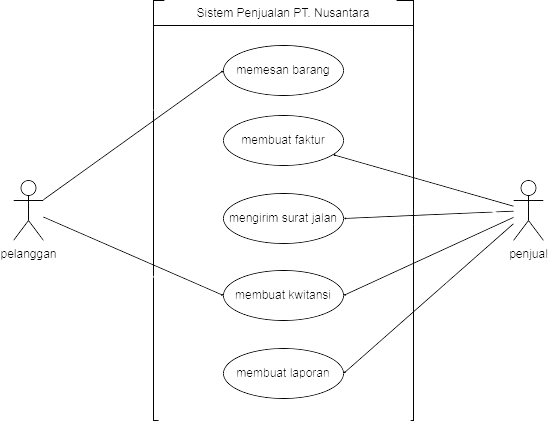 Sistem Penjualan PT. Nusantara
memesan barang
membuat faktur
mengirim surat jalan
pelanggan
penjual
membuat kwitansi
membuat laporan